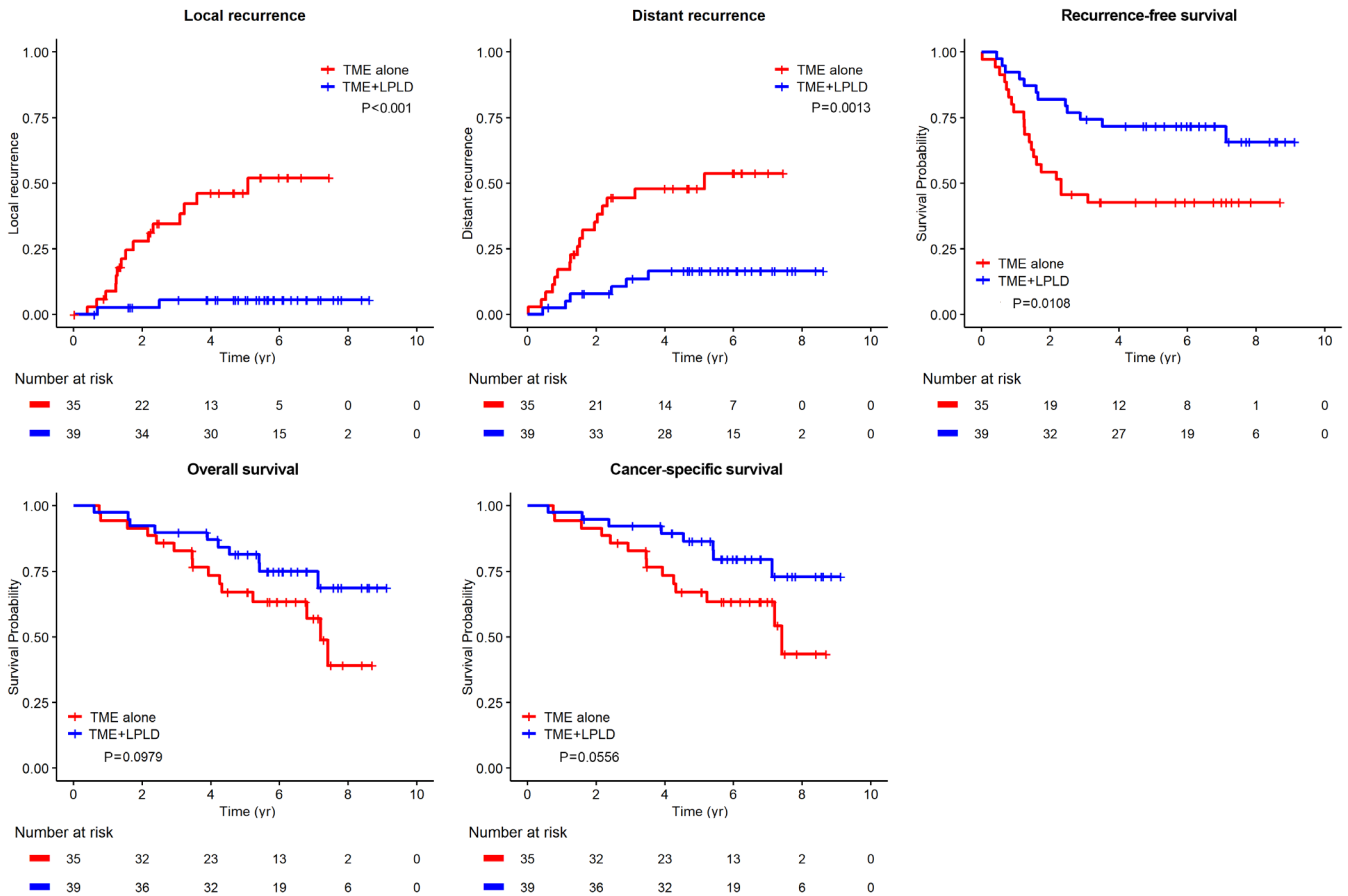 Local recurrence
Local recurrence
1.00
0.75
0.50
0.25
0.00
TME alone
TME+LPLD
P<0.001
0 2 4 6 8 10
Time (yr)
Number at risk
35 22 13 5 0 0
39 34 30 15 2 0
Distant recurrence
Distant recurrence
1.00
0.75
0.50
0.25
0.00
TME alone
TME+LPLD
P=0.0013
0 2 4 6 8 10
Time (yr)
Number at risk
35 21 14 7 0 0
39 33 28 15 2 0
Recurrence-free survival
Survival Probability
1.00
0.75
0.50
0.25
0.00
TME alone
TME+LPLD
P=0.0108
0 2 4 6 8 10
Time (yr)
Number at risk
35 19 12 8 1 0
39 32 27 19 6 0
Overall survival
Survival Probability
1.00
0.75
0.50
0.25
0.00
TME alone
TME+LPLD
P=0.0979
0 2 4 6 8 10
Time (yr)
Number at risk
35 32 23 13 2 0
39 36 32 19 6 0
Cancer-specific survival
Survival Probability
1.00
0.75
0.50
0.25
0.00
TME alone
TME+LPLD
P=0.0556
0 2 4 6 8 10
Time (yr)
Number at risk
35 32 23 13 2 0
39 36 32 19 6 0